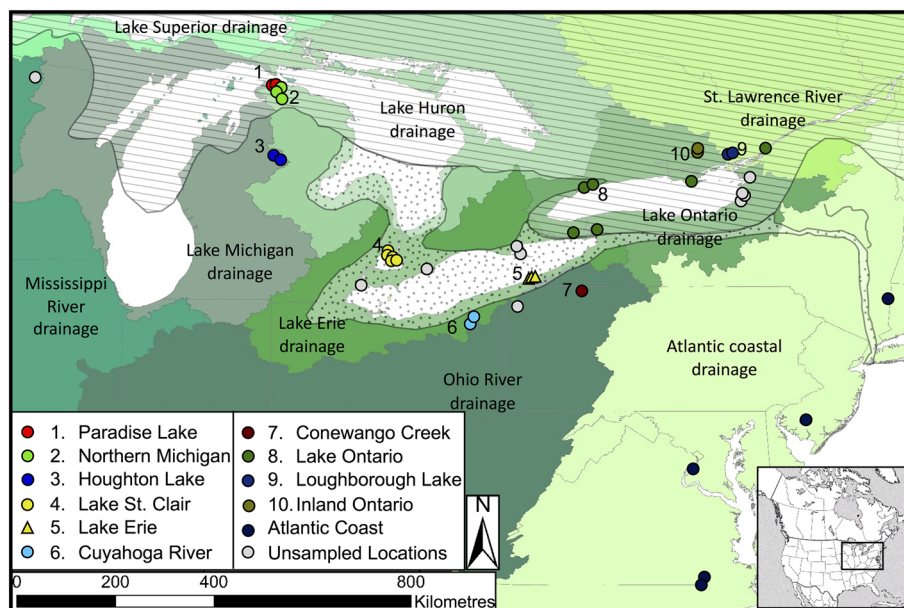 Lake Superior drainage
1
2
Lake Huron
drainage
St. Lawrence River
drainage
3
10
9
8
Lake Ontario
drainage
4
Lake Michigan
drainage
5
7
Mississippi
River
drainage
Lake Erie
drainage
6
Atlantic coastal
drainage
Ohio River
drainage
1. Paradise Lake
2. Northern Michigan
3. Houghton Lake
4. Lake St. Clair
5. Lake Erie
6. Cuyahoga River
7. Conewango Creek
8. Lake Ontario
9. Loughborough Lake
10. Inland Ontario
Atlantic Coast
Unsampled Locations
N
0 200 400 800
Kilometres